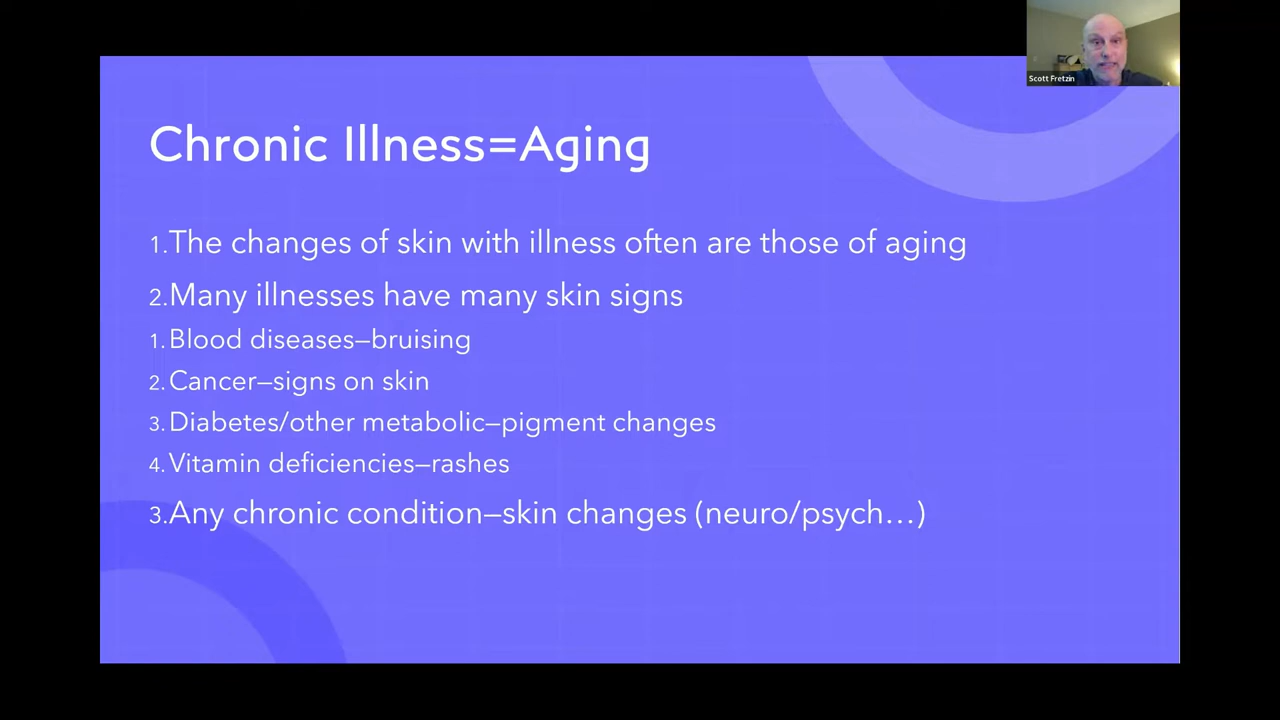 Scott Fretzin
Chronic Illness=Aging
1.The changes of skin with illness often are those of aging
2.Many illnesses have many skin signs
1.Blood diseases—bruising
2.Cancer—signs on skin
3.Diabetes/other metabolic—pigment changes
4.Vitamin deficiencies—rashes
3.Any chronic condition—skin changes (neuro/psych…)